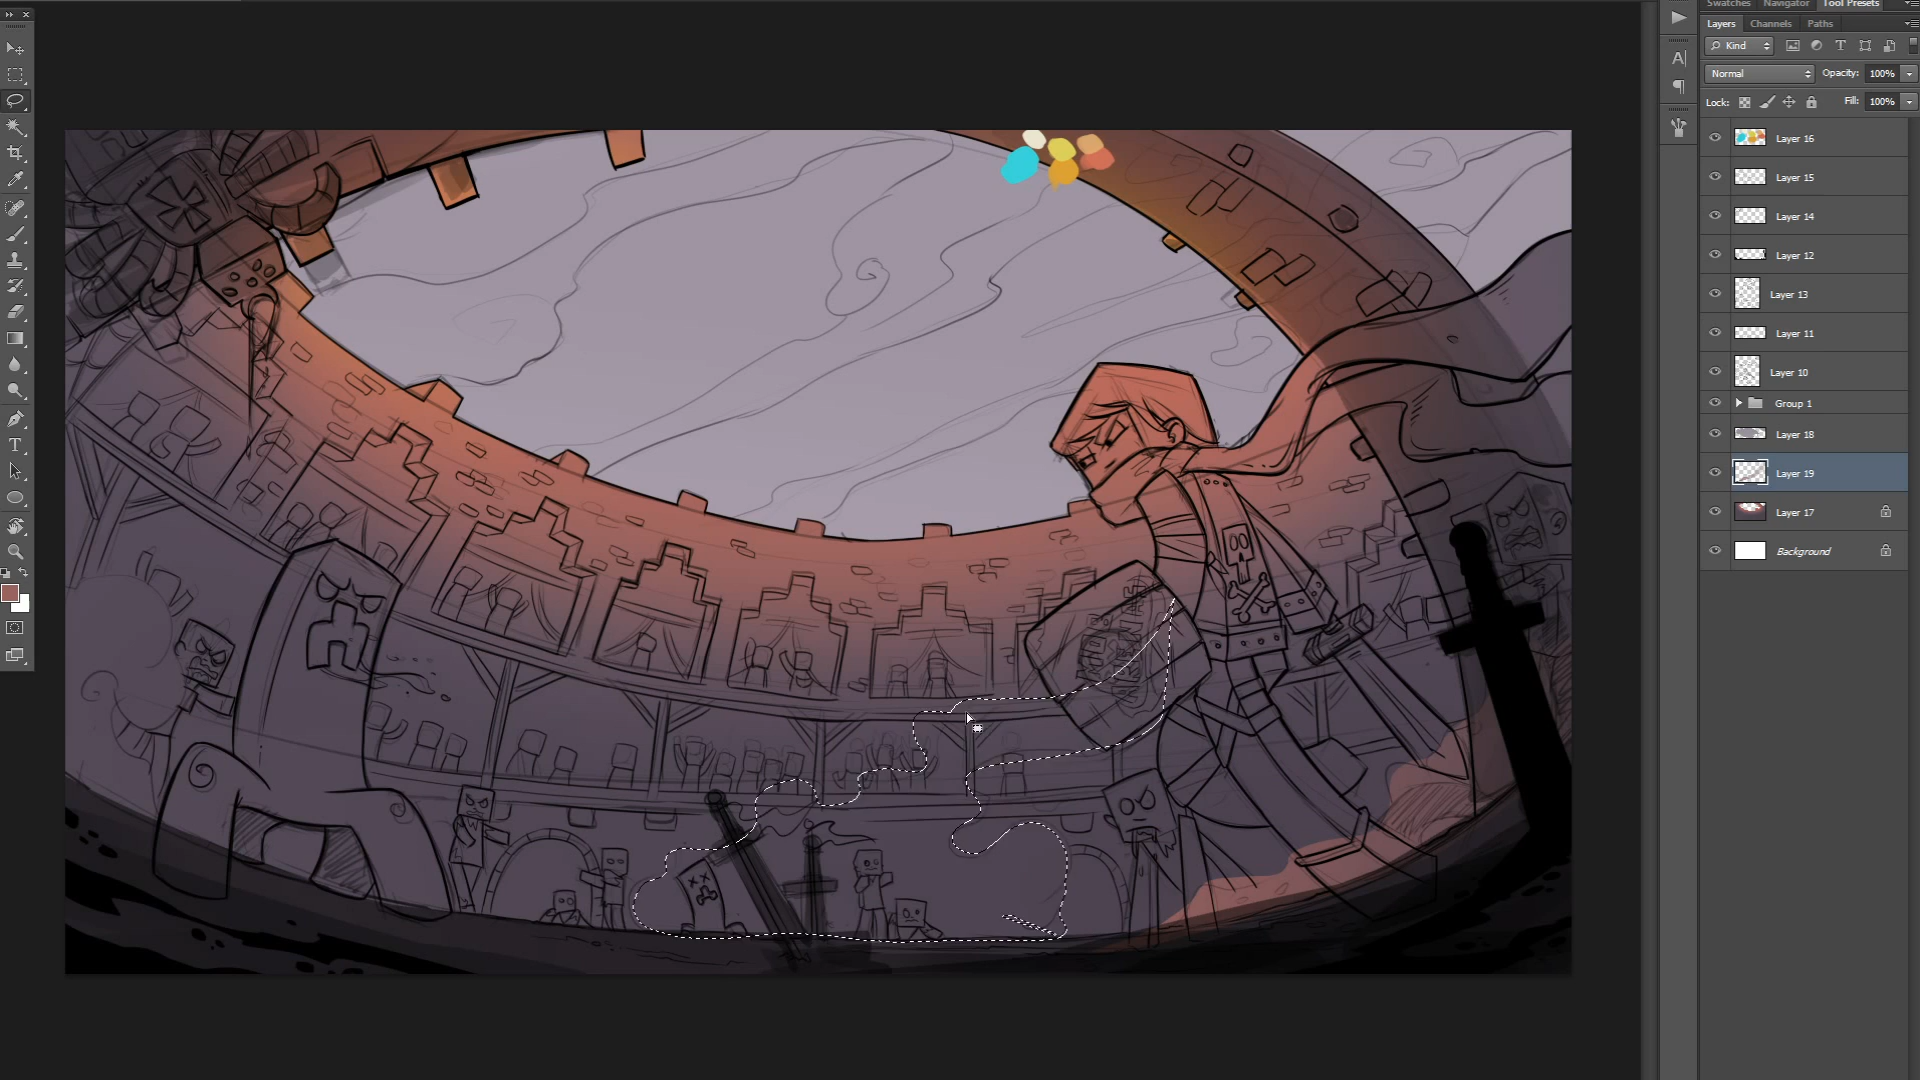 Swatches Navigator Tool Presets
Layers Channels Paths
Kind
Normal Opacity: 100%
Lock: Fill: 100%
Layer 16
Layer 15
Layer 14
Layer 12
Layer 13
Layer 11
Layer 10
Group 1
Layer 18
Layer 19
Layer 17
Background